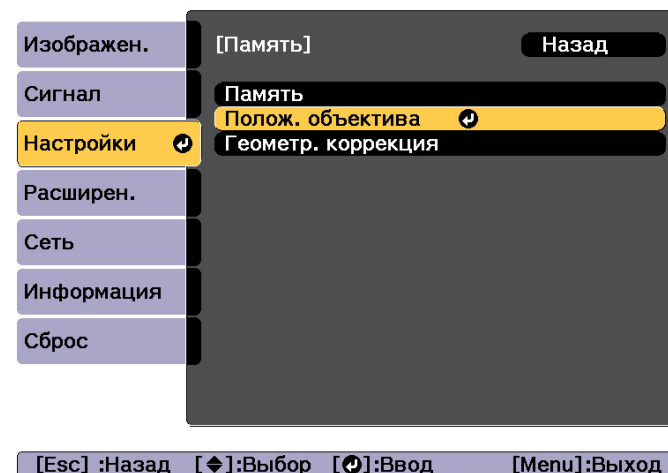 Изображен.
Сигнал
Настройки
Расширен.
Сеть
Информация
Сброс
[Память]
Назад
Память
Полож. объектива
Геометр. коррекция
[Esc] :Назад [◆]:Выбор [↵]:Ввод [Menu]:Выход